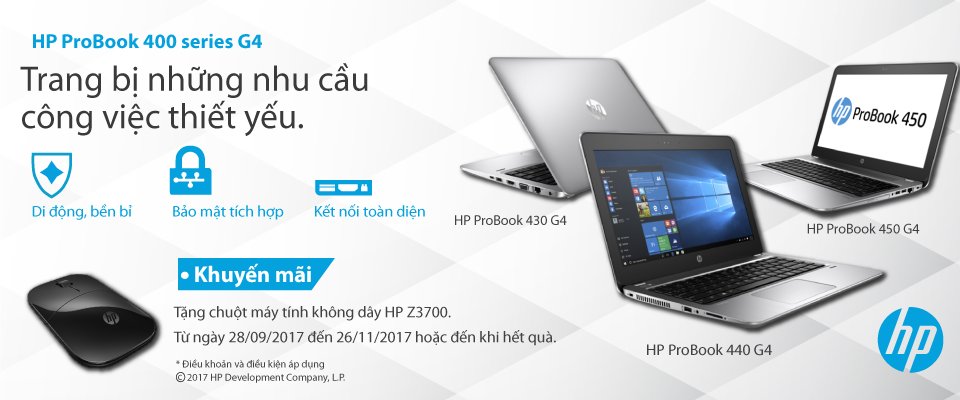 HP ProBook 400 series G4
Trang bị những nhu cầu
công việc thiết yếu.
Di động, bền bỉ
Bảo mật tích hợp
Kết nối toàn diện
HP ProBook 430 G4
hp ProBook 450
HP ProBook 450 G4
HP ProBook 440 G4
• Khuyến mãi
Tặng chuột máy tính không dây HP Z3700.
Từ ngày 28/09/2017 đến 26/11/2017 hoặc đến khi hết quà.
* Điều khoản và điều kiện áp dụng
© 2017 HP Development Company, L.P.
hp